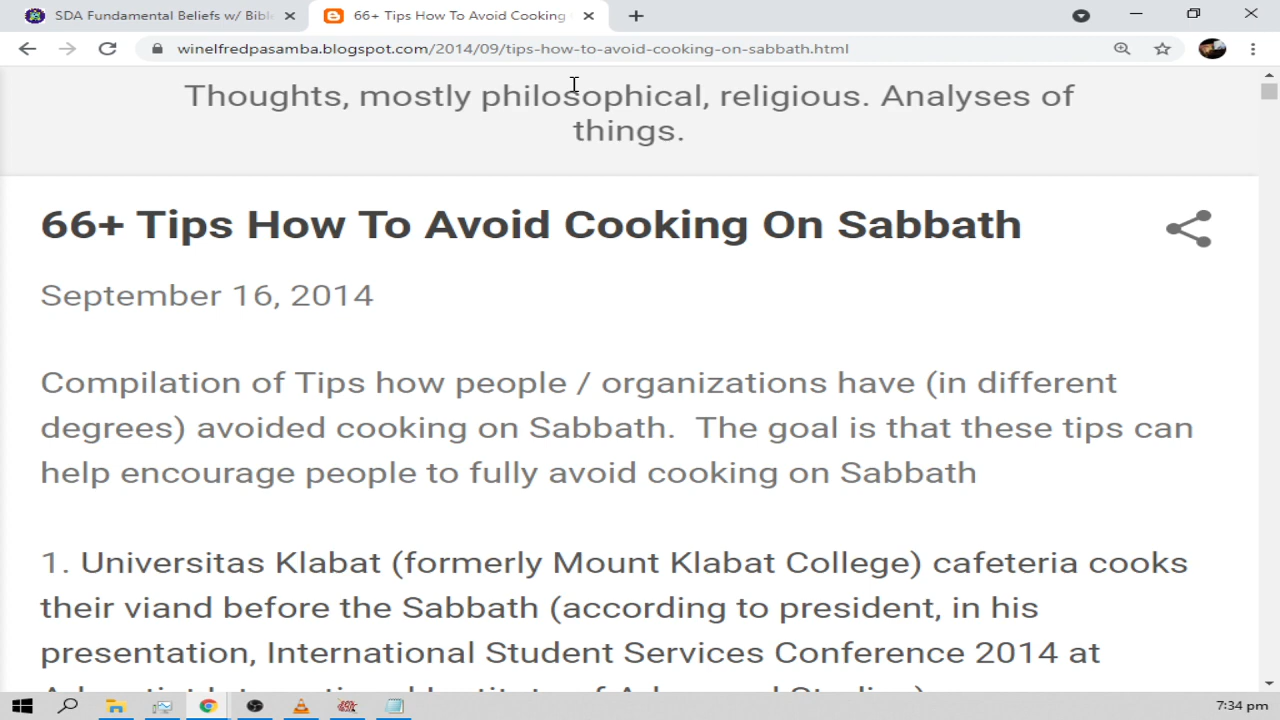 SDA Fundamental Beliefs w/ Bibl
66+ Tips How To Avoid Cooking
winelfredpasamba.blogspot.com/2014/09/tips-how-to-avoid-cooking-on-sabbath.html
Thoughts, mostly philosophical, religious. Analyses of
things.
66+ Tips How To Avoid Cooking On Sabbath
September 16, 2014
Compilation of Tips how people / organizations have (in different
degrees) avoided cooking on Sabbath.  The goal is that these tips can
help encourage people to fully avoid cooking on Sabbath
1. Universitas Klabat (formerly Mount Klabat College) cafeteria cooks
their viand before the Sabbath (according to president, in his
presentation, International Student Services Conference 2014 at
7:34 pm